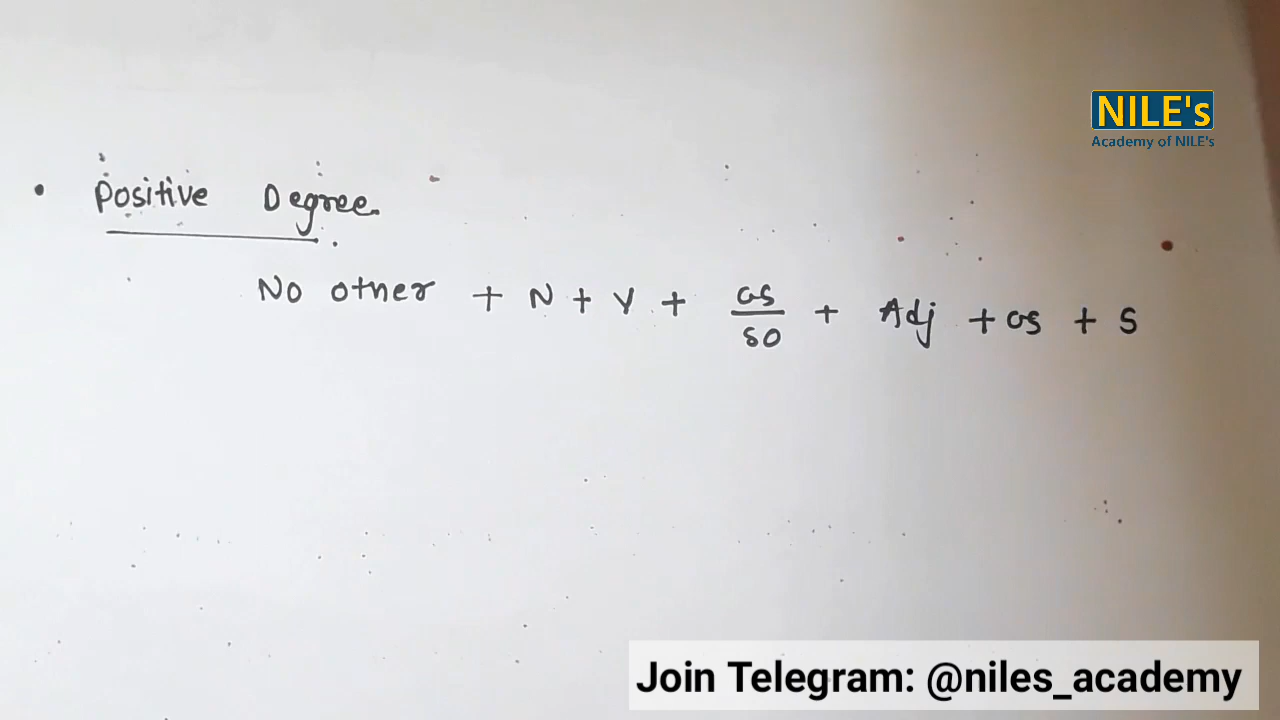 NILE's
Academy of NILE's
• Positive Degree.
No other + N + V + as/so + Adj + as + S
Join Telegram: @niles_academy